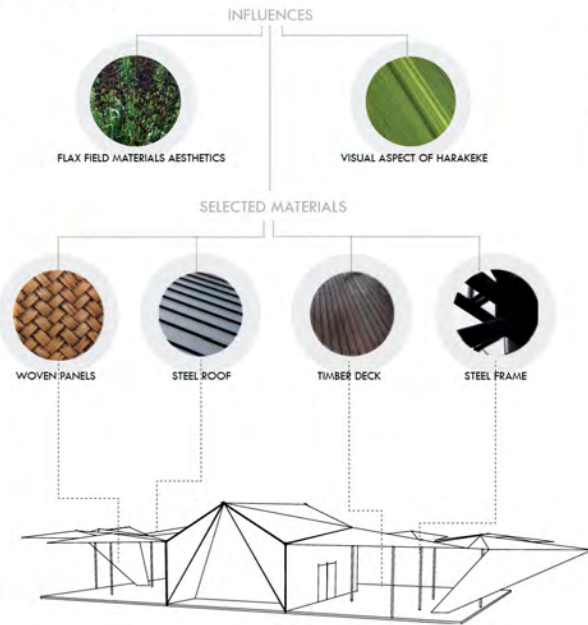 INFLUENCES
FLAX FIELD MATERIALS AESTHETICS
VISUAL ASPECT OF HARAKEKE
SELECTED MATERIALS
WOVEN PANELS
STEEL ROOF
TIMBER DECK
STEEL FRAME